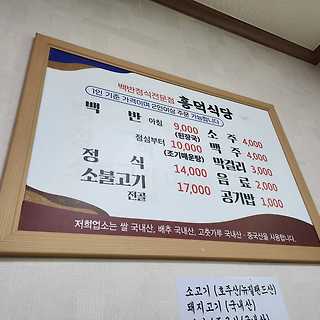 백반정식전문점 흥덕식당
1인 기준 가격이며 2인이상 주문 가능합니다
백 반 아침 9,000 소 주 4,000
(된장국)
점심부터 10,000 맥 주 4,000
(조기매운탕) 막걸리 3,000
정 식 14,000 음 료 2,000
소불고기 17,000 공기밥 1,000
전골
저희업소는 쌀 국내산, 배추 국내산, 고춧가루 국내산·중국산을 사용합니다.
소고기 (호주산/뉴질랜드산)
돼지고기 (국내산)